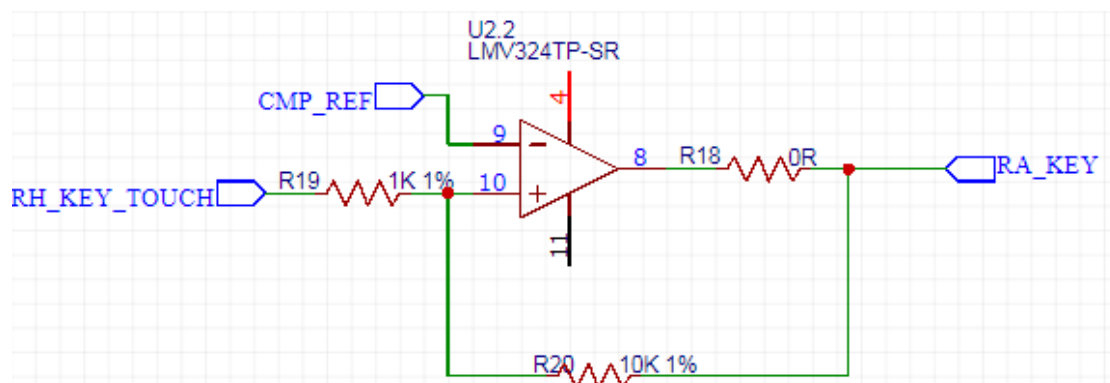 U2.2
LMV324TP-SR
CMP_REF
4
9
8
R18
0R
RA_KEY
RH_KEY_TOUCH
R19
1K 1%
10
11
R20
10K 1%